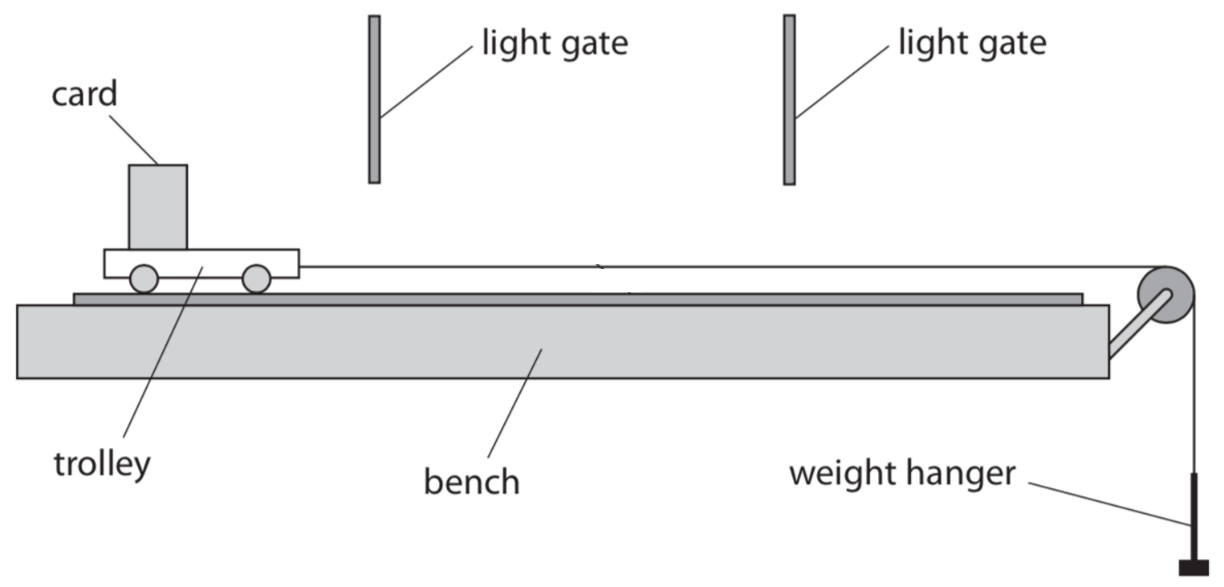 light gate
light gate
card
trolley
bench
weight hanger